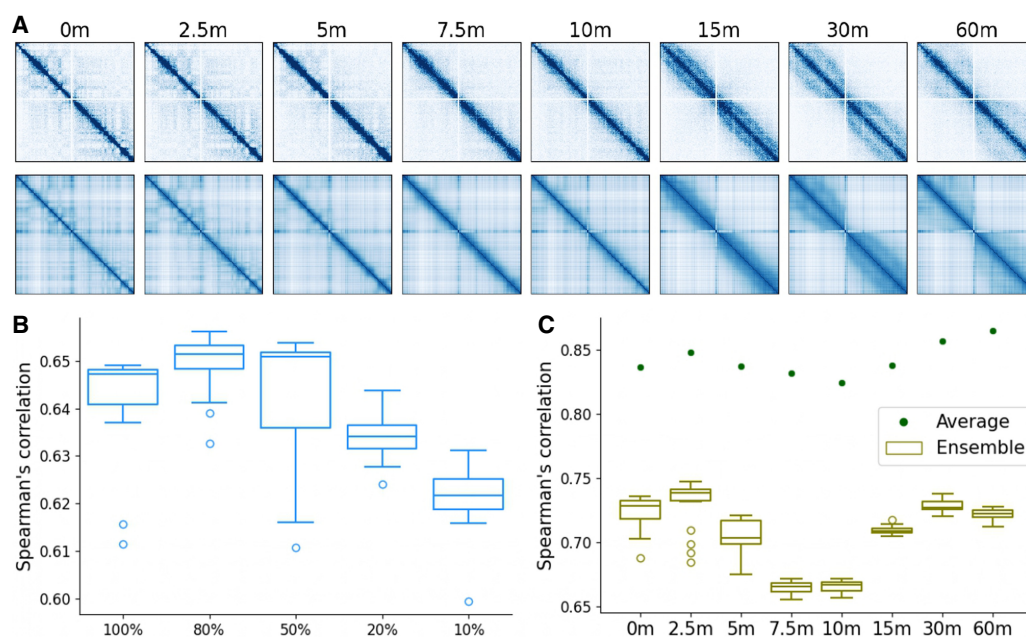 A
0m 2.5m 5m 7.5m 10m 15m 30m 60m
B
Spearman's correlation
0.65
0.64
0.63
0.62
0.61
0.60
100% 80% 50% 20% 10%
C
Spearman's correlation
0.85
0.80
0.75
0.70
0.65
Average
Ensemble
0m 2.5m 5m 7.5m 10m 15m 30m 60m